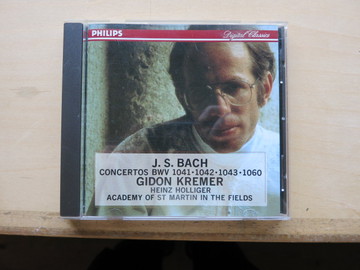 PHILIPS Digital Classics
J. S. BACH
CONCERTOS BWV 1041·1042·1043·1060
GIDON KREMER
HEINZ HOLLIGER
ACADEMY OF ST MARTIN IN THE FIELDS